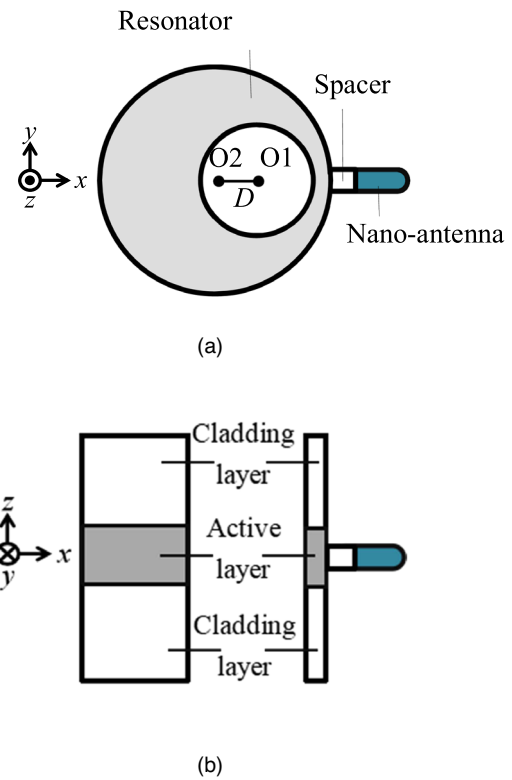 Resonator
Spacer
y
O2 O1
x
z
D
Nano-antenna
(a)
Cladding
layer
z
Active
x
layer
y
Cladding
layer
(b)